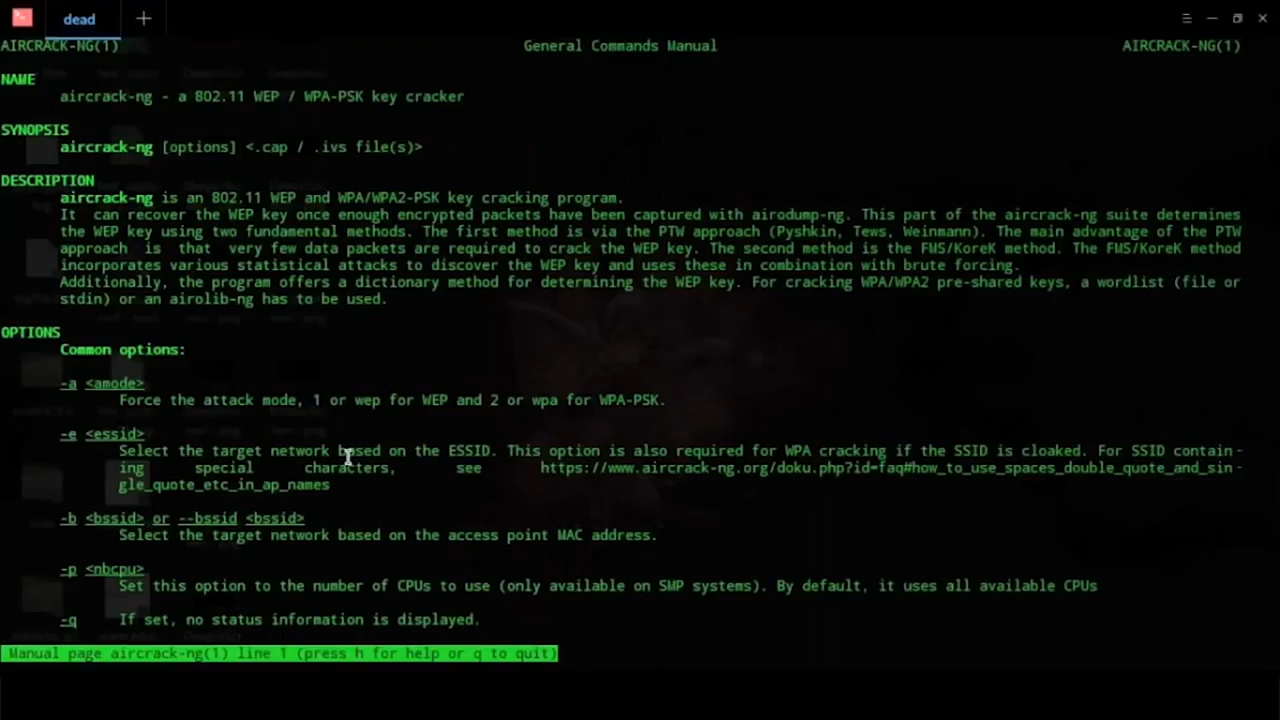 dead
AIRCRACK-NG(1) General Commands Manual AIRCRACK-NG(1)
NAME
aircrack-ng - a 802.11 WEP / WPA-PSK key cracker
SYNOPSIS
aircrack-ng [options] <.cap / .ivs file(s)>
DESCRIPTION
aircrack-ng is an 802.11 WEP and WPA/WPA2-PSK key cracking program.
It can recover the WEP key once enough encrypted packets have been captured with airodump-ng. This part of the aircrack-ng suite determines
the WEP key using two fundamental methods. The first method is via the PTW approach (Pyshkin, Tews, Weinmann). The main advantage of the PTW
approach is that very few data packets are required to crack the WEP key. The second method is the FMS/KoreK method. The FMS/KoreK method
incorporates various statistical attacks to discover the WEP key and uses these in combination with brute forcing.
Additionally, the program offers a dictionary method for determining the WEP key. For cracking WPA/WPA2 pre-shared keys, a wordlist (file or
stdin) or an airolib-ng has to be used.
OPTIONS
Common options:
-a <amode>
Force the attack mode, 1 or wep for WEP and 2 or wpa for WPA-PSK.
-e <essid>
Select the target network based on the ESSID. This option is also required for WPA cracking if the SSID is cloaked. For SSID contain-
ing special characters, see https://www.aircrack-ng.org/doku.php?id=faq#how_to_use_spaces_double_quote_and_sin-
gle_quote_etc_in_ap_names
-b <bssid> or --bssid <bssid>
Select the target network based on the access point MAC address.
-p <nbcpu>
Set this option to the number of CPUs to use (only available on SMP systems). By default, it uses all available CPUs
-q If set, no status information is displayed.
Manual page aircrack-ng(1) line 1 (press h for help or q to quit)